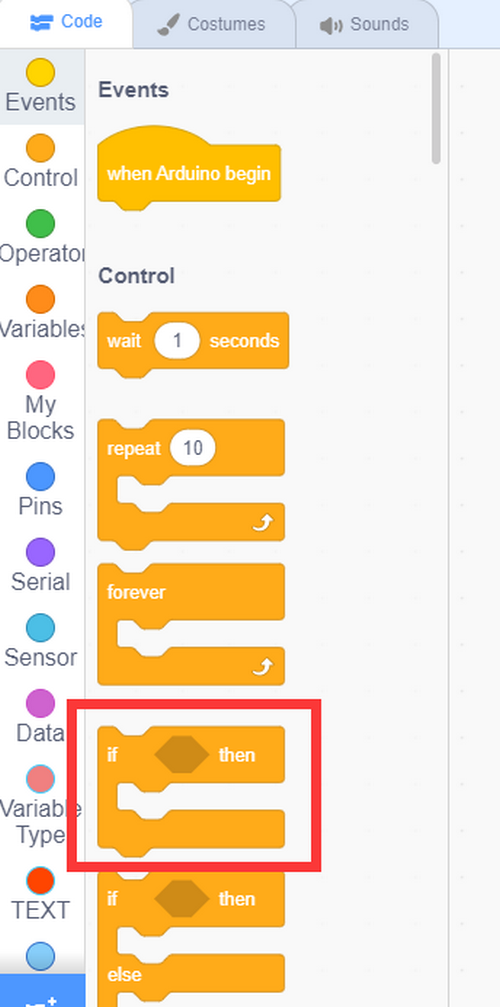 Code
Costumes
Sounds
Events
Control
Operator
Variables
My
Blocks
Pins
Serial
Sensor
Data
Variable
Type
TEXT
Events
when Arduino begin
Control
wait 1 seconds
repeat 10
forever
if then
if then
else